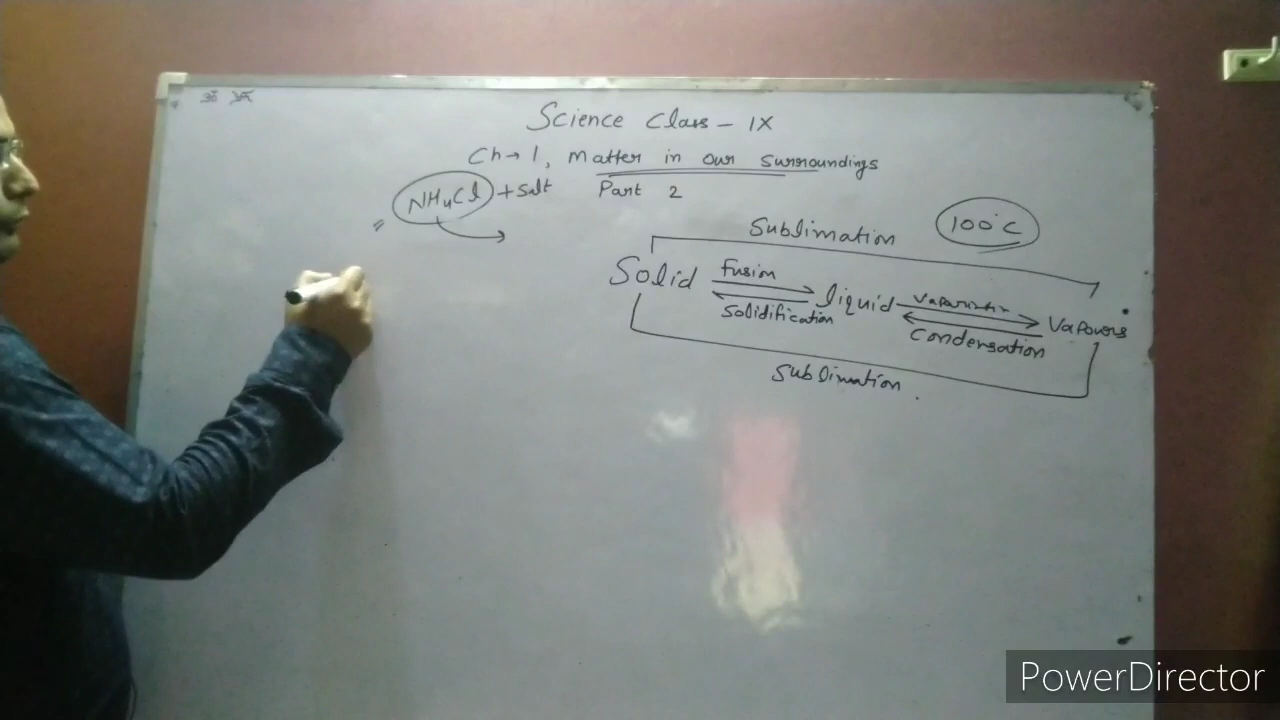 Science Class - IX
Ch → 1, Matter in our Surroundings
NH4Cl + Salt Part 2
Sublimation 100°C
Solid Fusion liquid Vapours
Solidification Condensation
Sublimation
PowerDirector